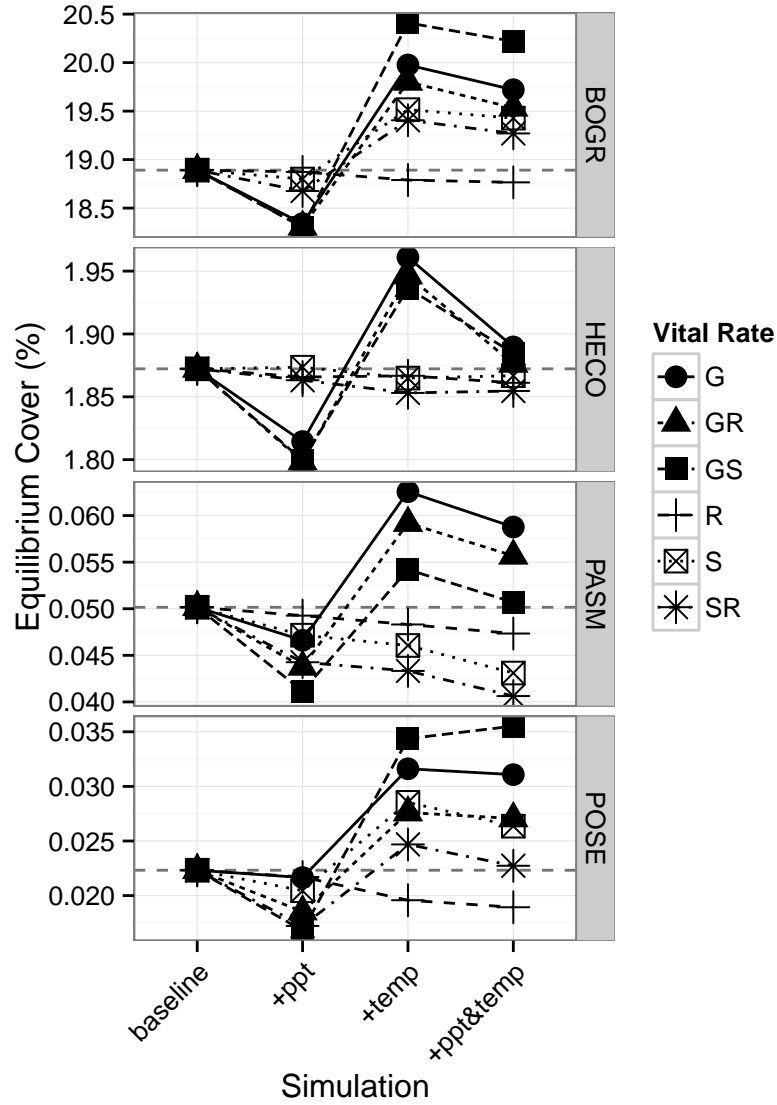 20.5
20.0
19.5
19.0
18.5
BOGR
1.95
1.90
1.85
1.80
HECO
0.060
0.055
0.050
0.045
0.040
PASM
0.035
0.030
0.025
0.020
POSE
Equilibrium Cover (%)
baseline
+ppt
+temp
+ppt&temp
Simulation
Vital Rate
G
GR
GS
R
S
SR